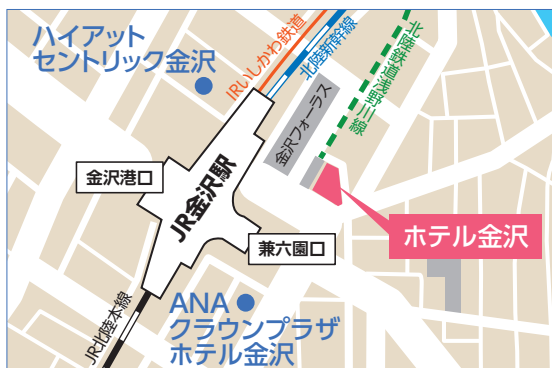 ハイアット
セントリック金沢
IRいしかわ鉄道
北陸新幹線
北陸鉄道浅野川線
金沢フォーラス
金沢港口
JR金沢駅
ホテル金沢
兼六園口
JR北陸本線
ANA
クラウンプラザ
ホテル金沢